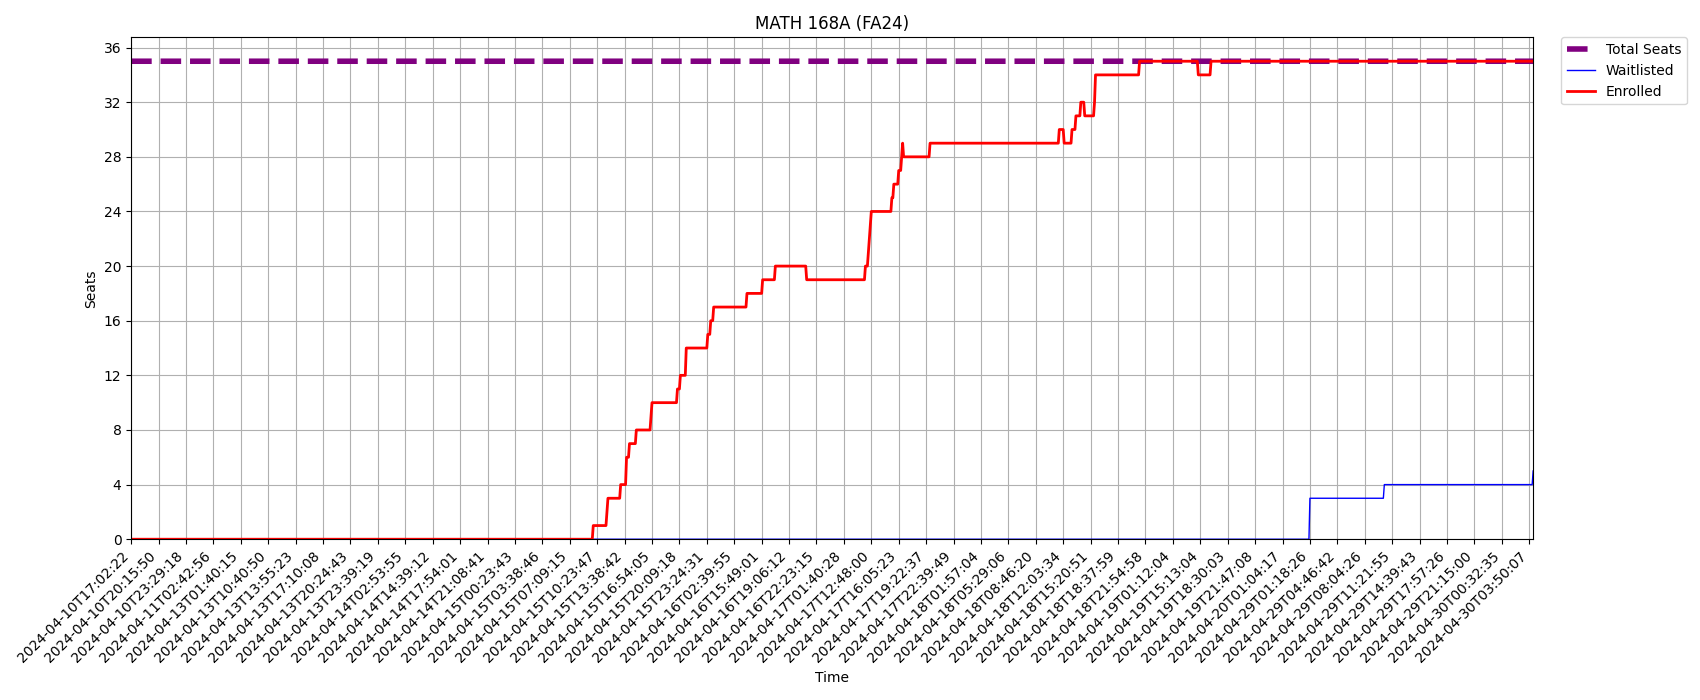 MATH 168A (FA24)
Total Seats
Waitlisted
Enrolled
Seats
36
32
28
24
20
16
12
8
4
0
2024-04-10T17:02:22
2024-04-10T20:15:50
2024-04-10T23:29:18
2024-04-11T02:42:56
2024-04-13T01:40:15
2024-04-13T10:40:50
2024-04-13T13:55:23
2024-04-13T17:10:08
2024-04-13T20:24:43
2024-04-13T23:39:19
2024-04-14T02:53:55
2024-04-14T14:39:12
2024-04-14T17:54:01
2024-04-14T21:08:41
2024-04-15T00:23:43
2024-04-15T03:38:46
2024-04-15T07:09:15
2024-04-15T10:23:47
2024-04-15T13:38:42
2024-04-15T16:54:05
2024-04-15T20:09:18
2024-04-15T23:24:31
2024-04-16T02:39:55
2024-04-16T15:49:01
2024-04-16T19:06:12
2024-04-16T22:23:15
2024-04-17T01:40:28
2024-04-17T12:48:00
2024-04-17T16:05:23
2024-04-17T19:22:37
2024-04-17T22:39:49
2024-04-18T01:57:04
2024-04-18T05:29:06
2024-04-18T08:46:20
2024-04-18T12:03:34
2024-04-18T15:20:51
2024-04-18T18:37:59
2024-04-18T21:54:58
2024-04-19T01:12:04
2024-04-19T15:13:04
2024-04-19T18:30:03
2024-04-19T21:47:08
2024-04-20T01:04:17
2024-04-29T01:18:26
2024-04-29T04:46:42
2024-04-29T08:04:26
2024-04-29T11:21:55
2024-04-29T14:39:43
2024-04-29T17:57:26
2024-04-29T21:15:00
2024-04-30T00:32:35
2024-04-30T03:50:07
Time